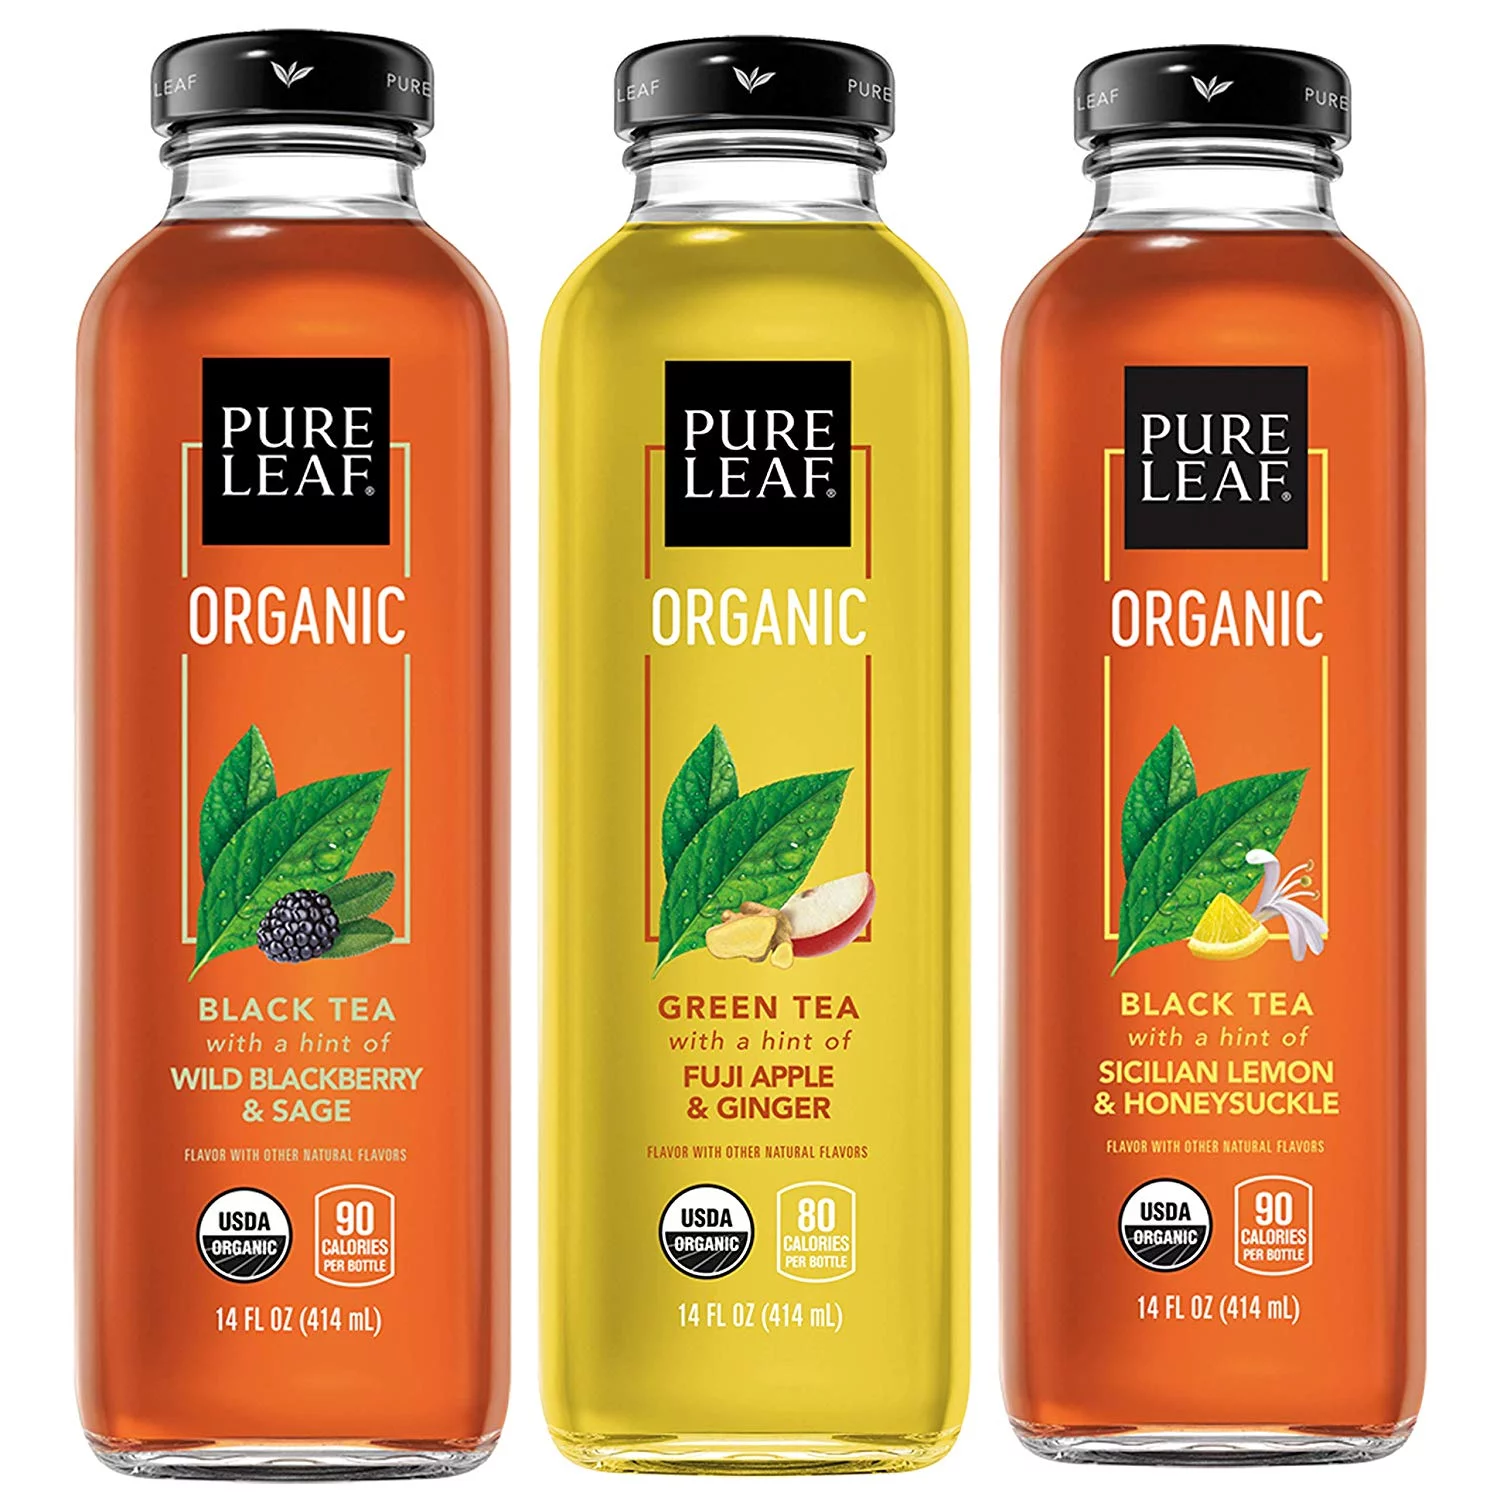 LEAF PURE
PURE
LEAF®
ORGANIC
BLACK TEA
with a hint of
WILD BLACKBERRY
& SAGE
FLAVOR WITH OTHER NATURAL FLAVORS
USDA
ORGANIC
90
CALORIES
PER BOTTLE
14 FL OZ (414 mL)
LEAF PURE
PURE
LEAF®
ORGANIC
GREEN TEA
with a hint of
FUJI APPLE
& GINGER
FLAVOR WITH OTHER NATURAL FLAVORS
USDA
ORGANIC
80
CALORIES
PER BOTTLE
14 FL OZ (414 mL)
LEAF PURE
PURE
LEAF®
ORGANIC
BLACK TEA
with a hint of
SICILIAN LEMON
& HONEYSUCKLE
FLAVOR WITH OTHER NATURAL FLAVORS
USDA
ORGANIC
90
CALORIES
PER BOTTLE
14 FL OZ (414 mL)